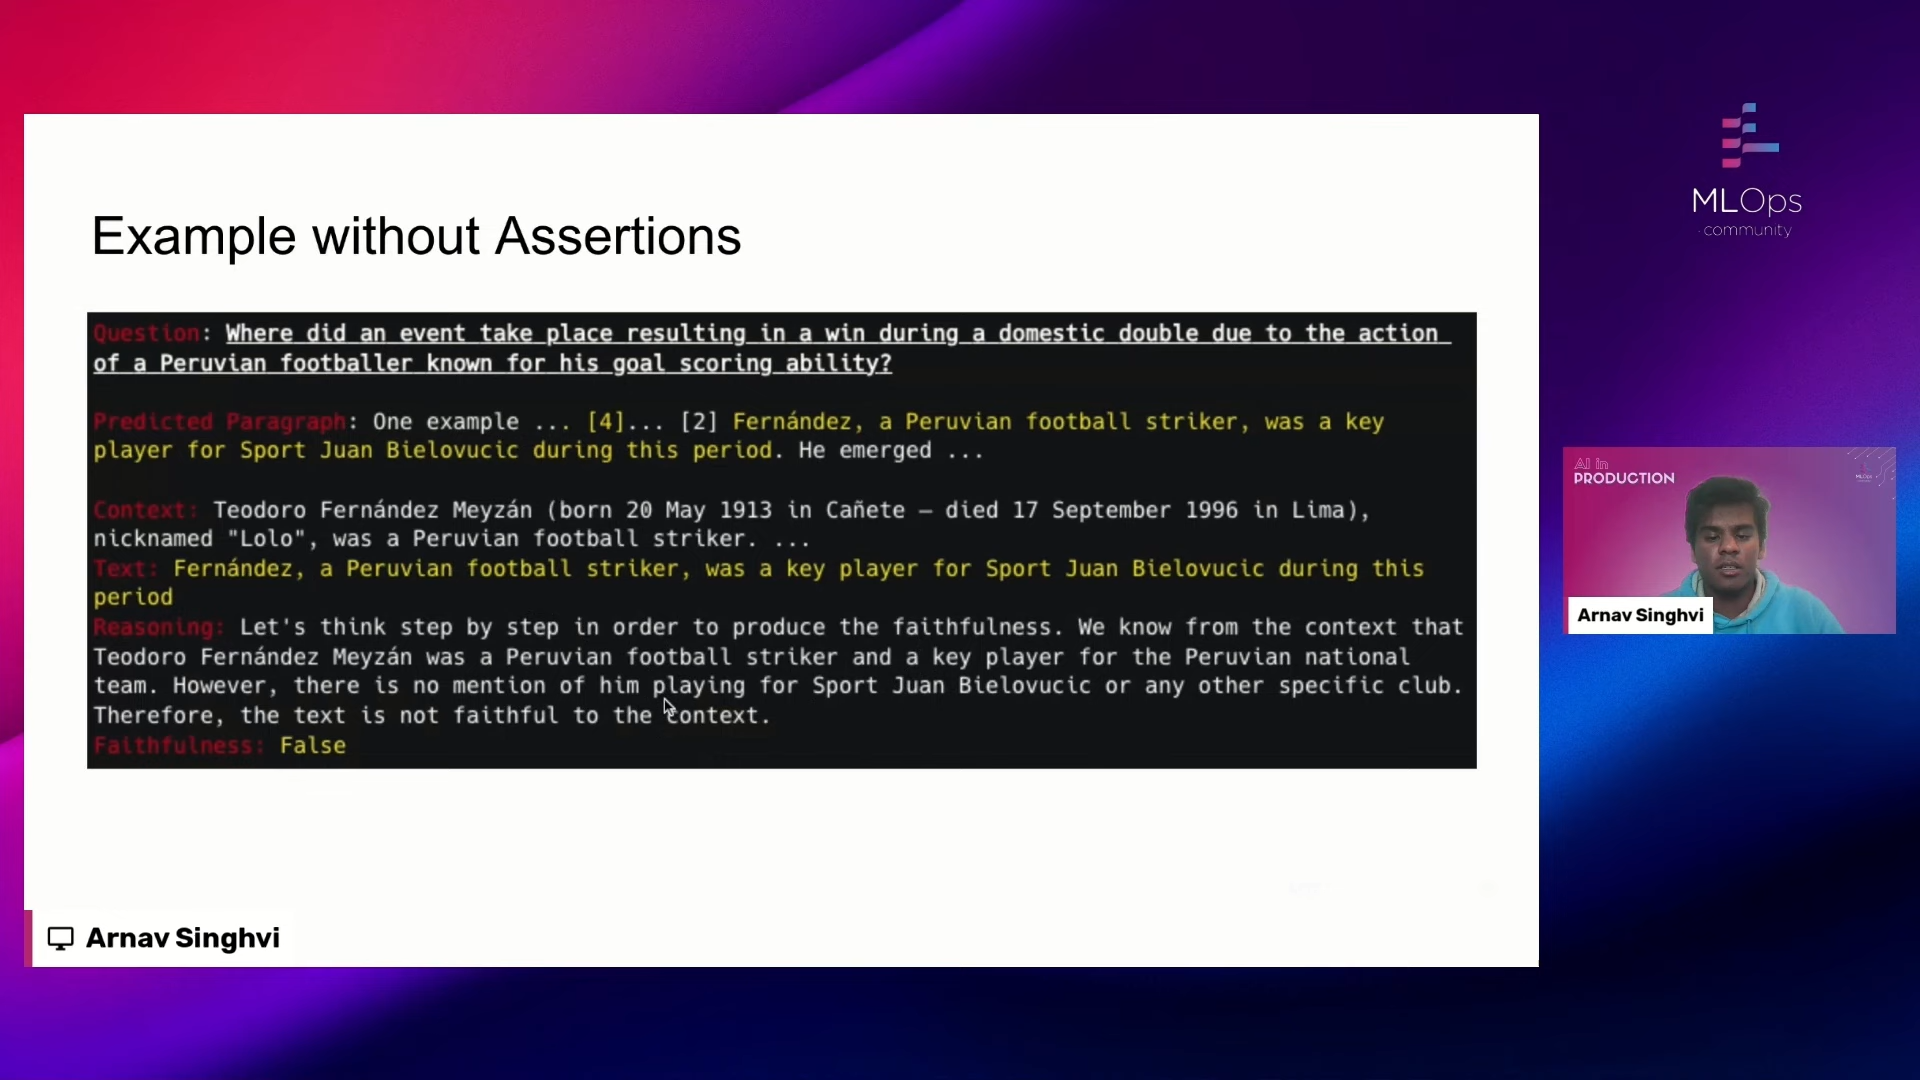 MLOps
community
Example without Assertions
Question: Where did an event take place resulting in a win during a domestic double due to the action
of a Peruvian footballer known for his goal scoring ability?
Predicted Paragraph: One example ... [4]... [2] Fernández, a Peruvian football striker, was a key
player for Sport Juan Bielovucic during this period. He emerged ...
Context: Teodoro Fernández Meyzán (born 20 May 1913 in Cañete – died 17 September 1996 in Lima),
nicknamed "Lolo", was a Peruvian football striker. ...
Text: Fernández, a Peruvian football striker, was a key player for Sport Juan Bielovucic during this
period
Reasoning: Let's think step by step in order to produce the faithfulness. We know from the context that
Teodoro Fernández Meyzán was a Peruvian football striker and a key player for the Peruvian national
team. However, there is no mention of him playing for Sport Juan Bielovucic or any other specific club.
Therefore, the text is not faithful to the context.
Faithfulness: False
AI in
PRODUCTION
Arnav Singhvi
Arnav Singhvi